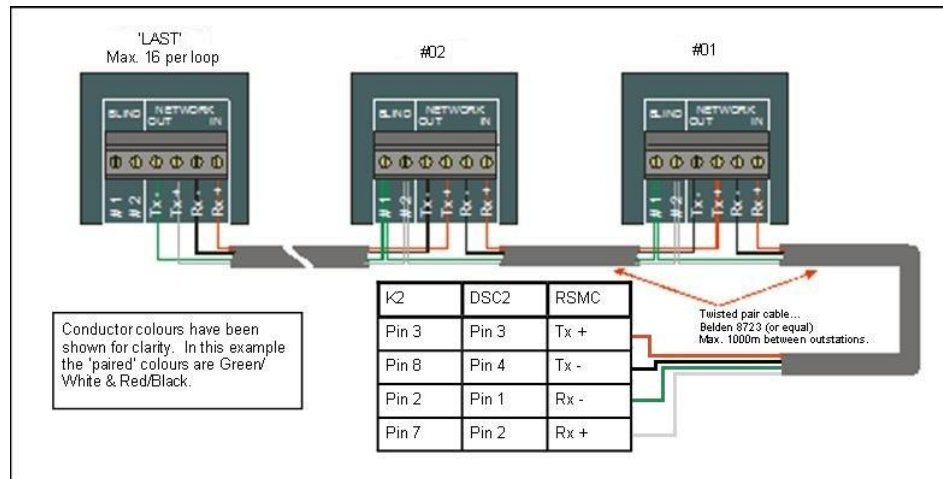 'LAST'
Max. 16 per loop
#02
#01
BLIND NETWORK
OUT IN
BLIND NETWORK
OUT IN
BLIND NETWORK
OUT IN
# 1 # 2 Tx - Tx + Rx - Rx +
# 1 # 2 Tx - Tx + Rx - Rx +
# 1 # 2 Tx - Tx + Rx - Rx +
K2 DSC2 RSMC
Pin 3 Pin 3 Tx +
Pin 8 Pin 4 Tx -
Pin 2 Pin 1 Rx -
Pin 7 Pin 2 Rx +
Twisted pair cable...
Belden 8723 (or equal)
Max. 1000m between outstations.
Conductor colours have been
shown for clarity. In this example
the 'paired' colours are Green/
White & Red/Black.